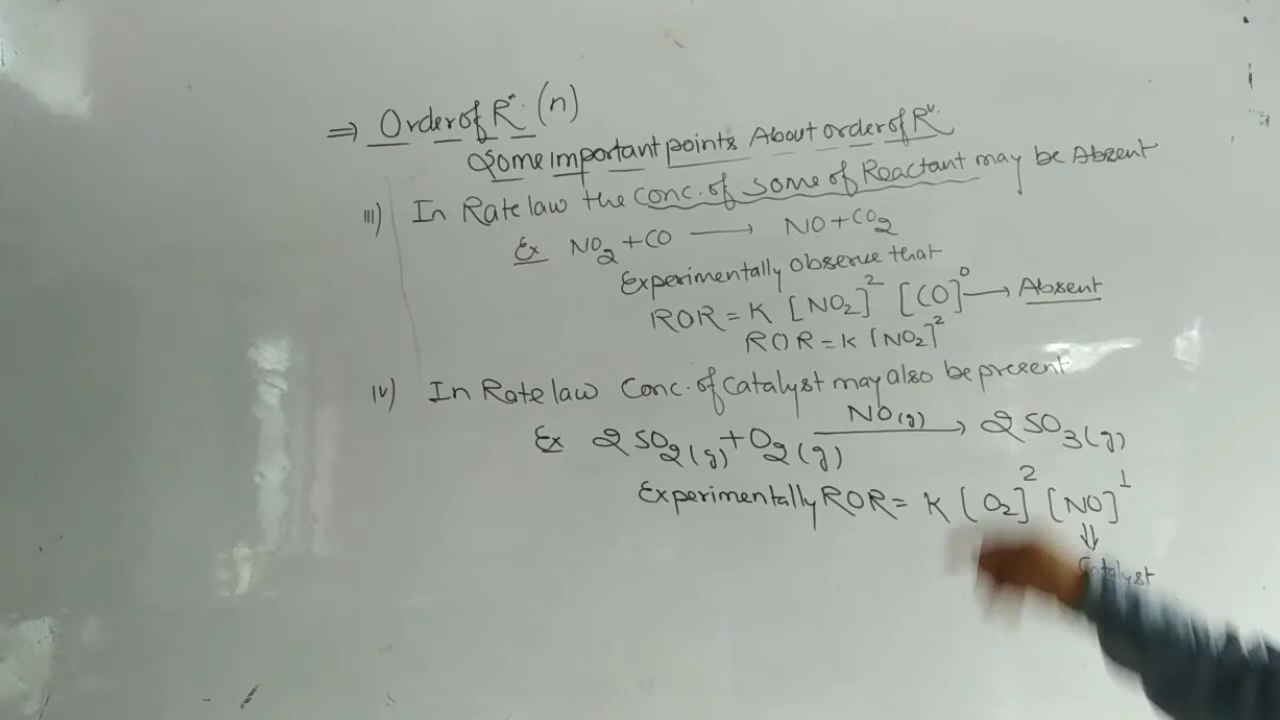 ⇒ Order of Rˣⁿ. (n)
Some important points About order of Rˣⁿ.
III) In Rate law the conc. of some of Reactant may be Absent
Ex NO₂ + CO ⟶ NO + CO₂
Experimentally observe that
ROR = K [NO₂]² [CO]⁰ ⟶ Absent
ROR = K [NO₂]²
IV) In Rate law Conc. of Catalyst may also be present
Ex 2SO₂(g) + O₂(g) —NO(g)⟶ 2SO₃(g)
Experimentally ROR = K [O₂]² [NO]¹
⇓
Catalyst